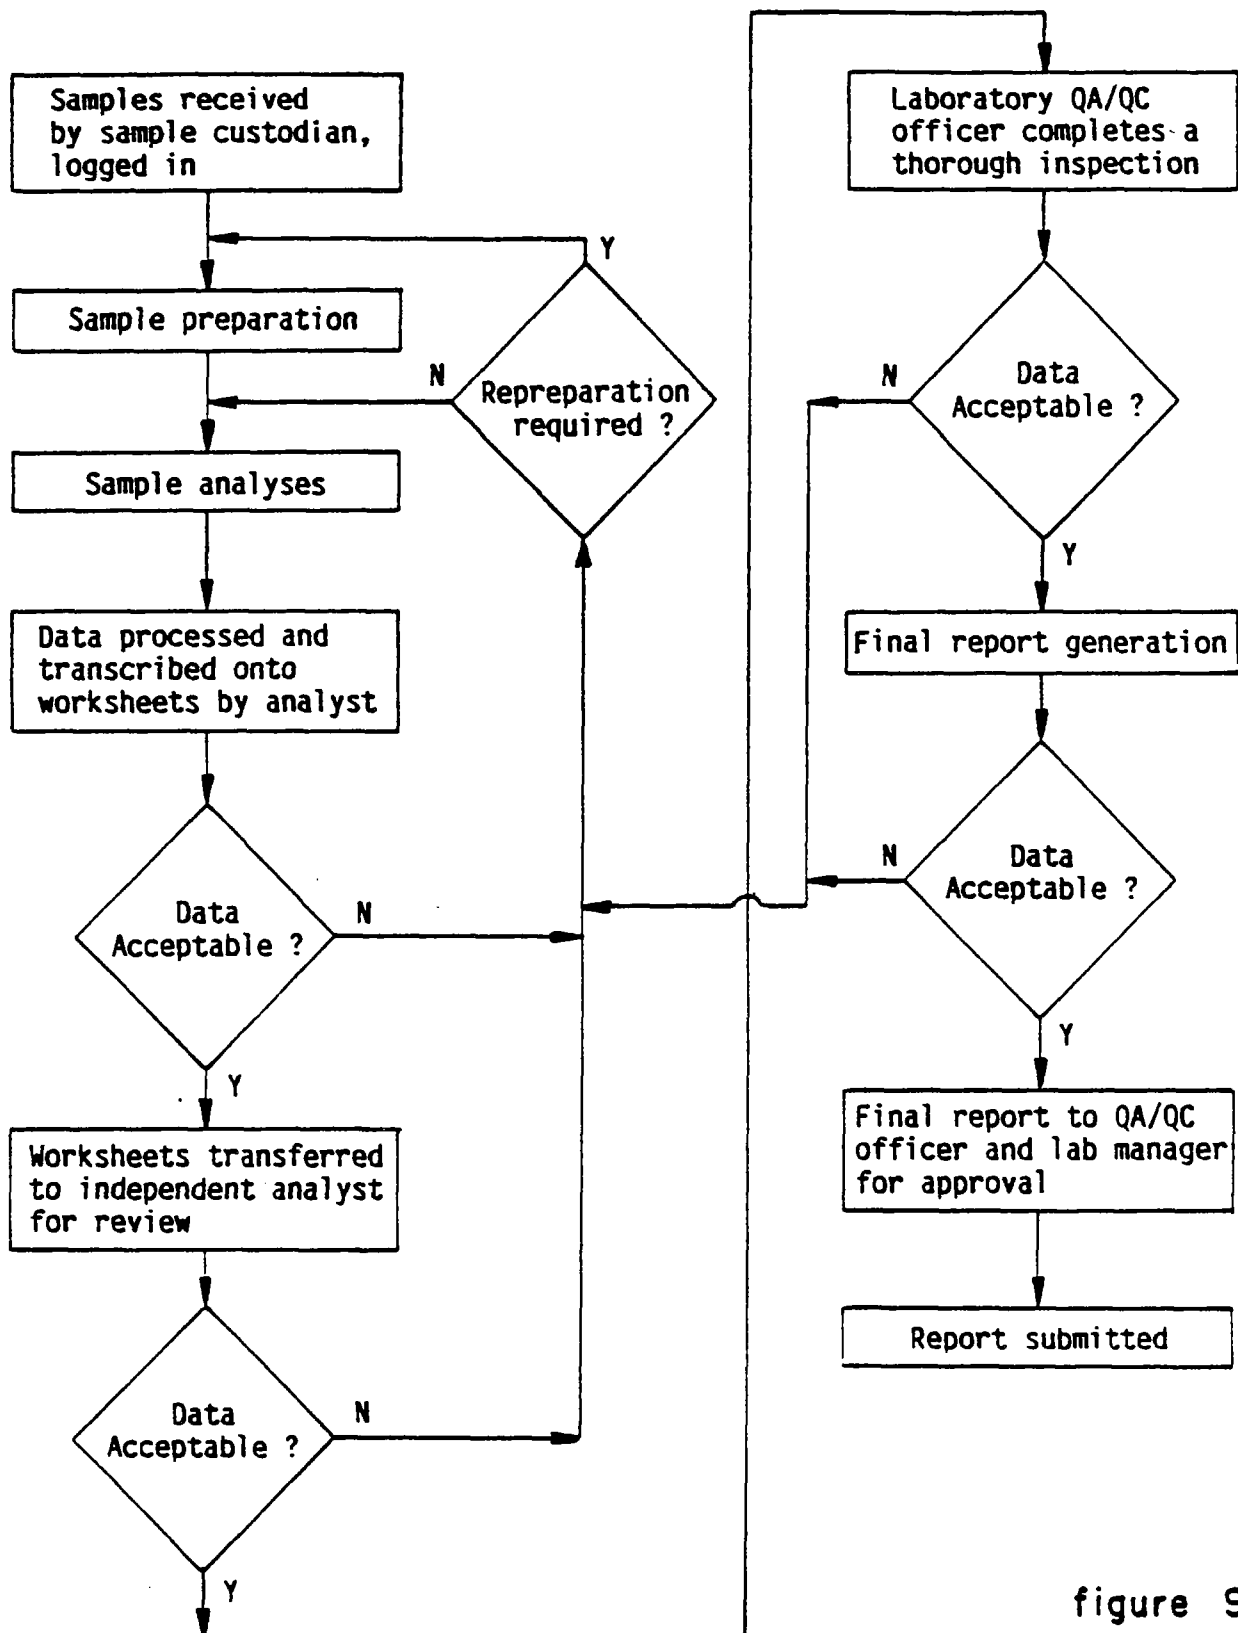 Samples received
by sample custodian,
logged in
Y
Sample preparation
N
Repreparation
required ?
Sample analyses
Data processed and
transcribed onto
worksheets by analyst
Data
Acceptable ?
N
Y
Worksheets transferred
to independent analyst
for review
Data
Acceptable ?
N
Y
Laboratory QA/QC
officer completes a
thorough inspection
N
Data
Acceptable ?
Y
Final report generation
N
Data
Acceptable ?
Y
Final report to QA/QC
officer and lab manager
for approval
Report submitted
figure